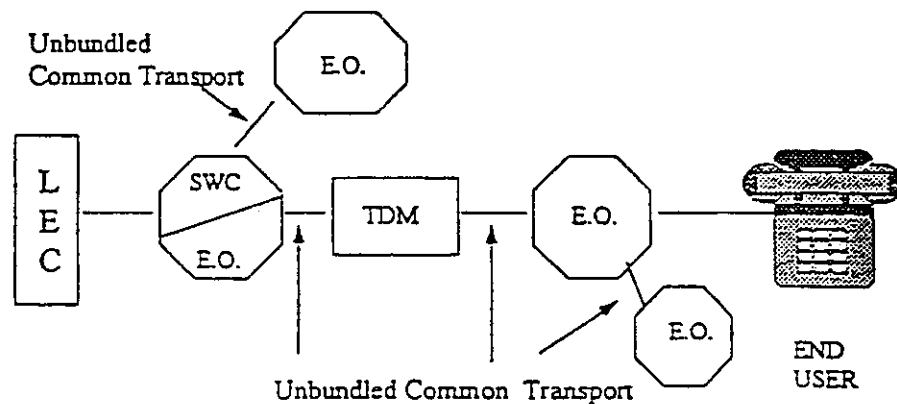 Unbundled
Common Transport
E.O.
L
E
C
SWC
E.O.
TDM
E.O.
E.O.
END
USER
Unbundled Common Transport